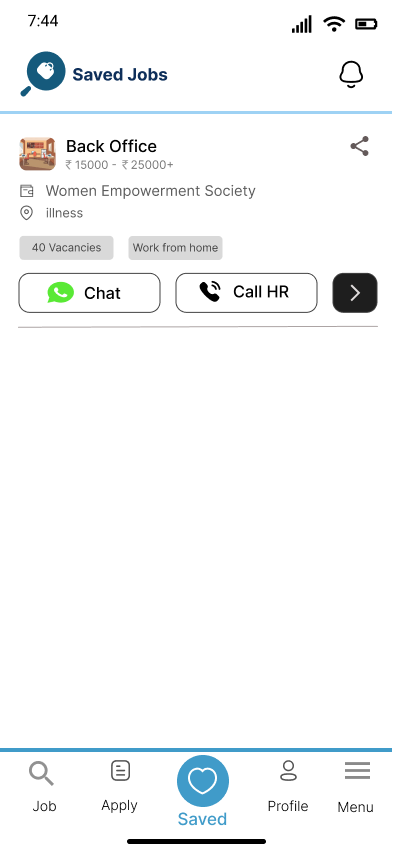 7:44
Saved Jobs
Back Office
₹ 15000 - ₹ 25000+
Women Empowerment Society
illness
40 Vacancies
Work from home
Chat
Call HR
Job
Apply
Saved
Profile
Menu